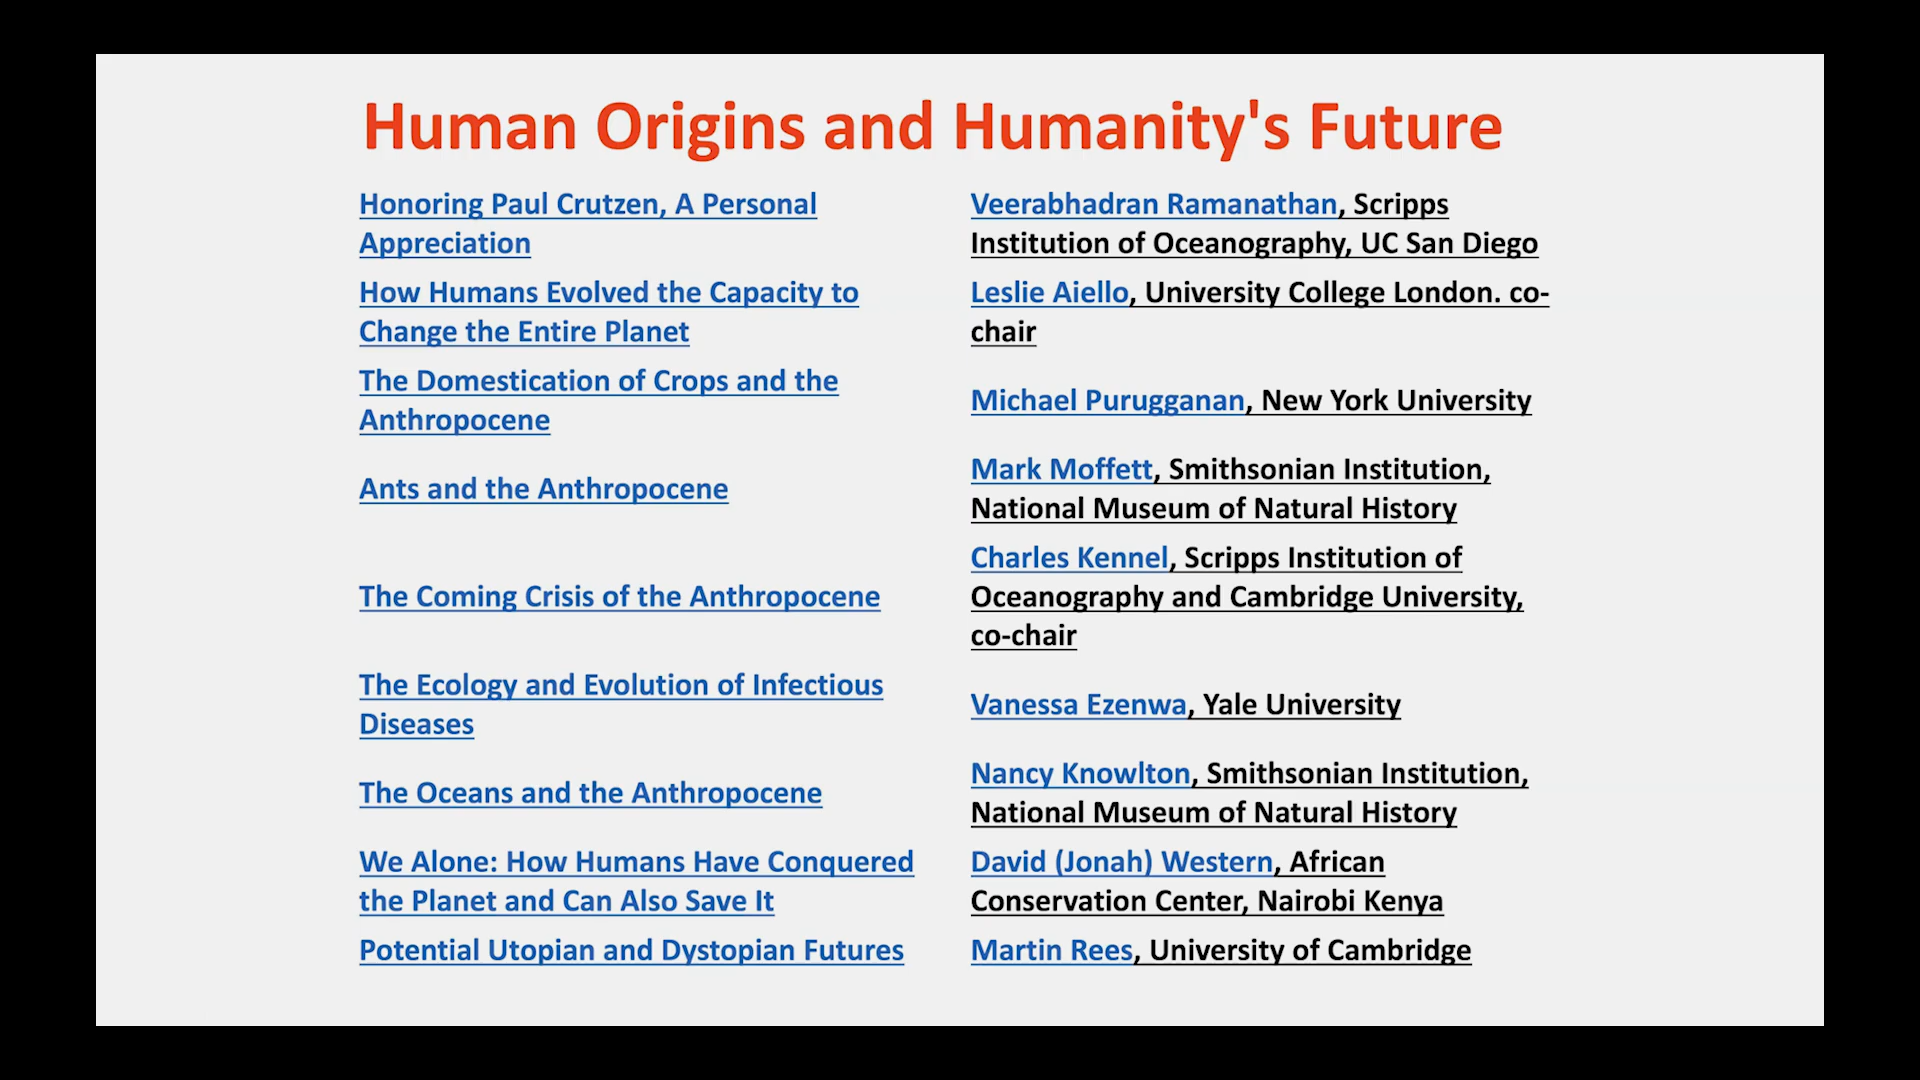 Human Origins and Humanity's Future
Honoring Paul Crutzen, A Personal
Appreciation
Veerabhadran Ramanathan, Scripps
Institution of Oceanography, UC San Diego
How Humans Evolved the Capacity to
Change the Entire Planet
Leslie Aiello, University College London. co-
chair
The Domestication of Crops and the
Anthropocene
Michael Purugganan, New York University
Ants and the Anthropocene
Mark Moffett, Smithsonian Institution,
National Museum of Natural History
The Coming Crisis of the Anthropocene
Charles Kennel, Scripps Institution of
Oceanography and Cambridge University,
co-chair
The Ecology and Evolution of Infectious
Diseases
Vanessa Ezenwa, Yale University
The Oceans and the Anthropocene
Nancy Knowlton, Smithsonian Institution,
National Museum of Natural History
We Alone: How Humans Have Conquered
the Planet and Can Also Save It
David (Jonah) Western, African
Conservation Center, Nairobi Kenya
Potential Utopian and Dystopian Futures
Martin Rees, University of Cambridge